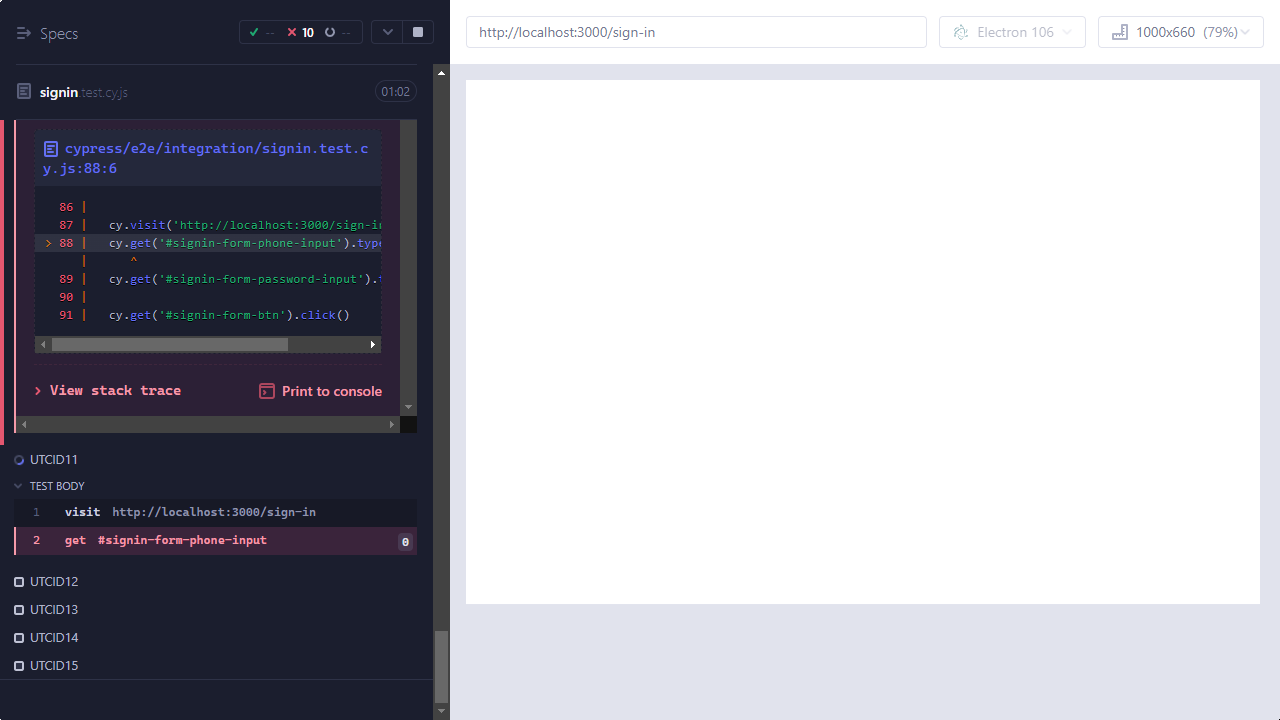 Specs
-- 10 --
signin.test.cy.js 01:02
cypress/e2e/integration/signin.test.c
y.js:88:6
86 |
87 | cy.visit('http://localhost:3000/sign-in
> 88 | cy.get('#signin-form-phone-input').type
| ^
89 | cy.get('#signin-form-password-input').t
90 |
91 | cy.get('#signin-form-btn').click()
View stack trace Print to console
UTCID11
TEST BODY
1 visit http://localhost:3000/sign-in
2 get #signin-form-phone-input 0
UTCID12
UTCID13
UTCID14
UTCID15
http://localhost:3000/sign-in
Electron 106
1000x660 (79%)